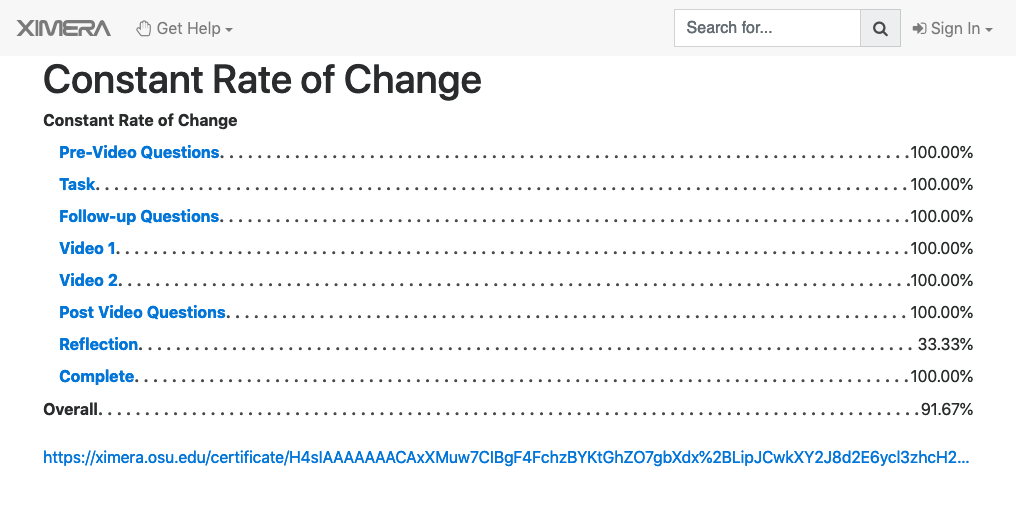 XIMERA Get Help Search for... Sign In
Constant Rate of Change
Constant Rate of Change
Pre-Video Questions 100.00%
Task 100.00%
Follow-up Questions 100.00%
Video 1 100.00%
Video 2 100.00%
Post Video Questions 100.00%
Reflection 33.33%
Complete 100.00%
Overall 91.67%
https://ximera.osu.edu/certificate/H4sIAAAAAAACAxXMuw7CIBgF4FchzBYKtGhZO7gbXdx%2BLipJCwkXY2J8d2E6ycl3zhcH2...